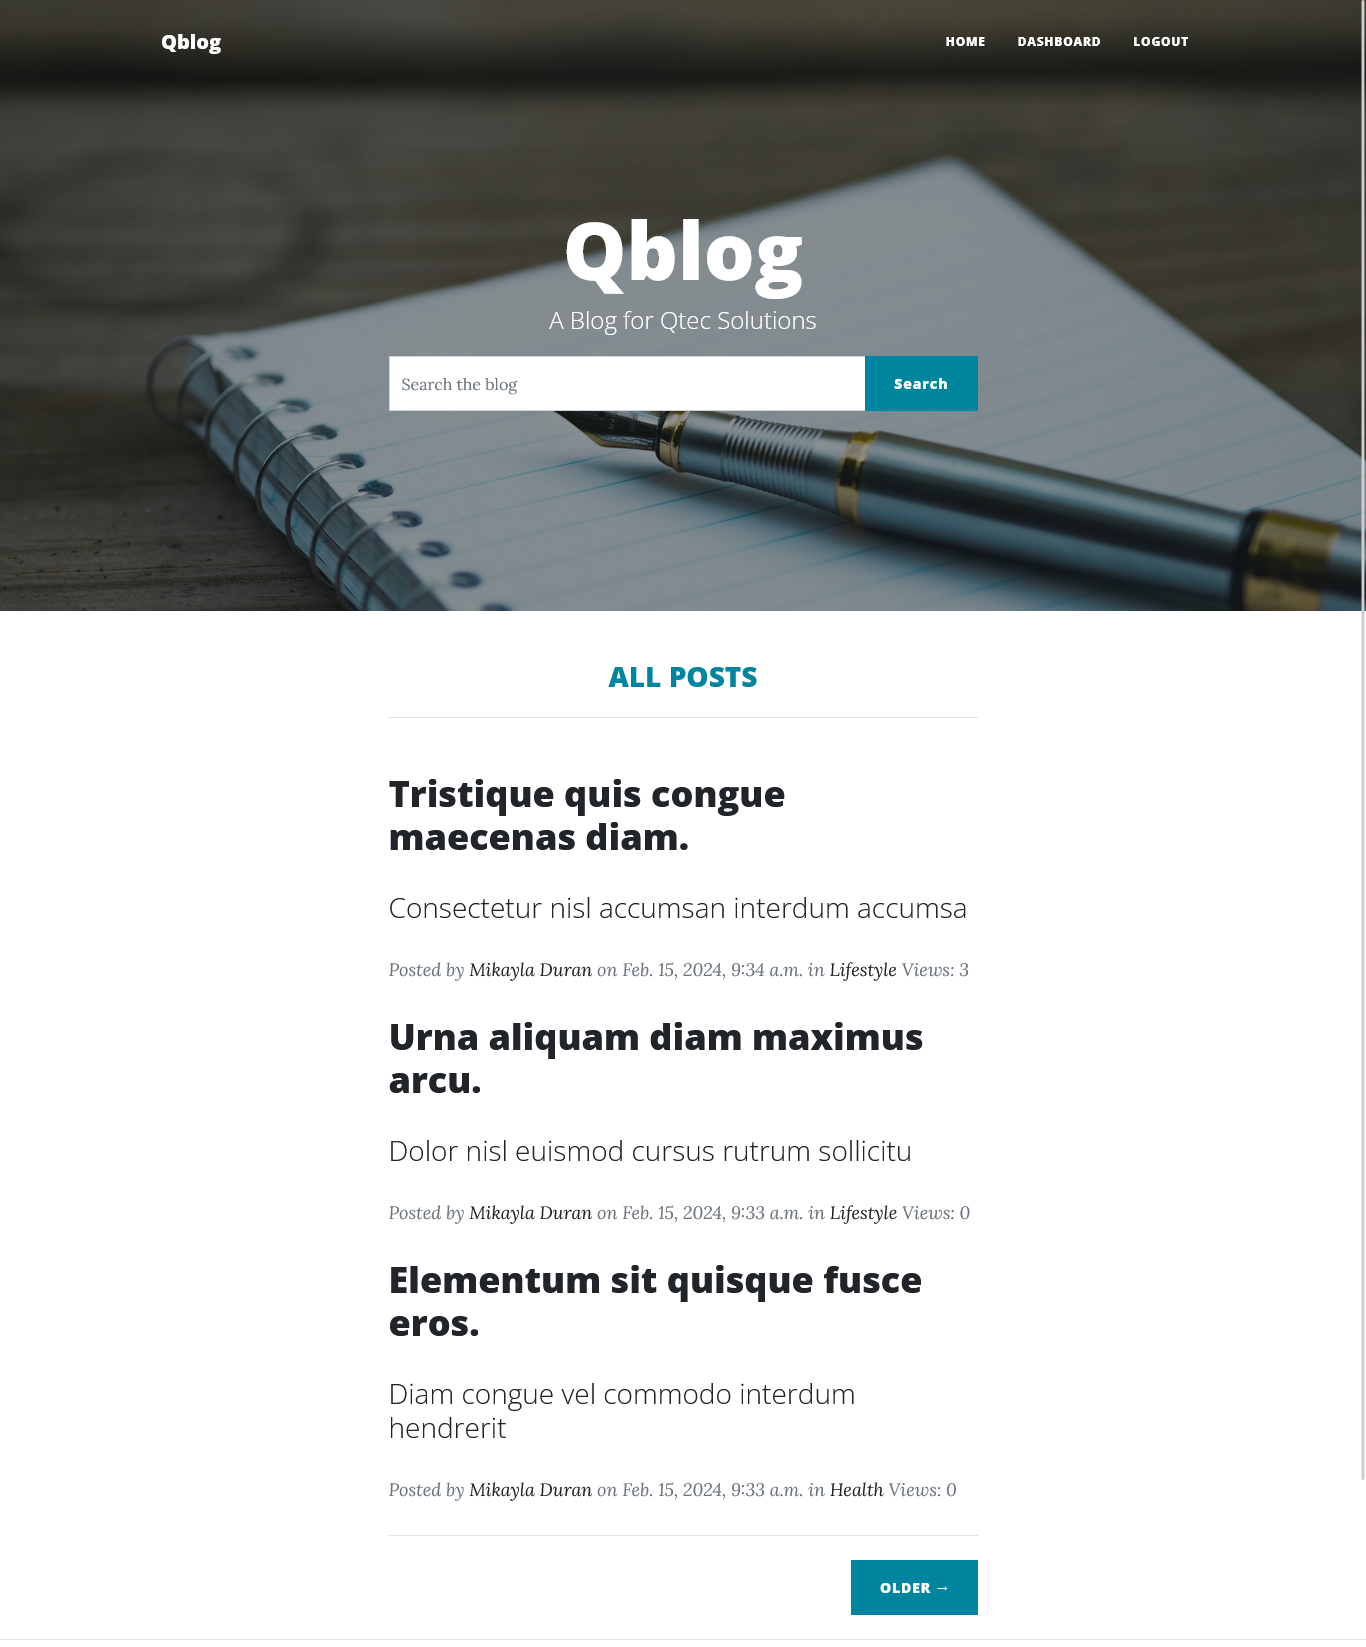 Qblog
HOME DASHBOARD LOGOUT
Qblog
A Blog for Qtec Solutions
Search the blog
Search
ALL POSTS
Tristique quis congue
maecenas diam.
Consectetur nisl accumsan interdum accumsa
Posted by Mikayla Duran on Feb. 15, 2024, 9:34 a.m. in Lifestyle Views: 3
Urna aliquam diam maximus
arcu.
Dolor nisl euismod cursus rutrum sollicitu
Posted by Mikayla Duran on Feb. 15, 2024, 9:33 a.m. in Lifestyle Views: 0
Elementum sit quisque fusce
eros.
Diam congue vel commodo interdum
hendrerit
Posted by Mikayla Duran on Feb. 15, 2024, 9:33 a.m. in Health Views: 0
OLDER →